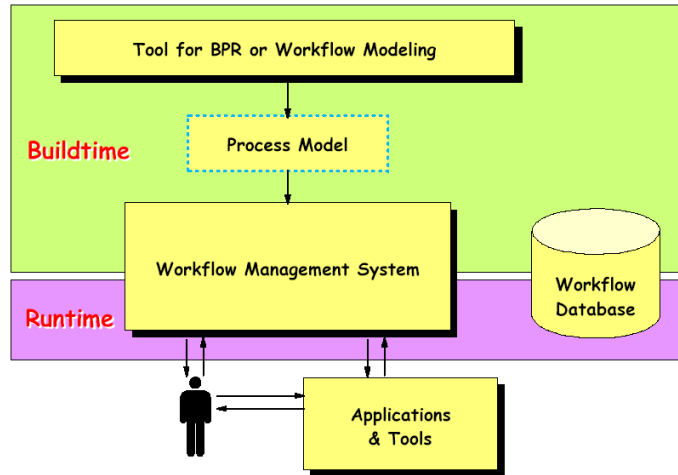 Tool for BPR or Workflow Modeling
Process Model
Buildtime
Workflow Management System
Workflow
Database
Runtime
Applications
& Tools